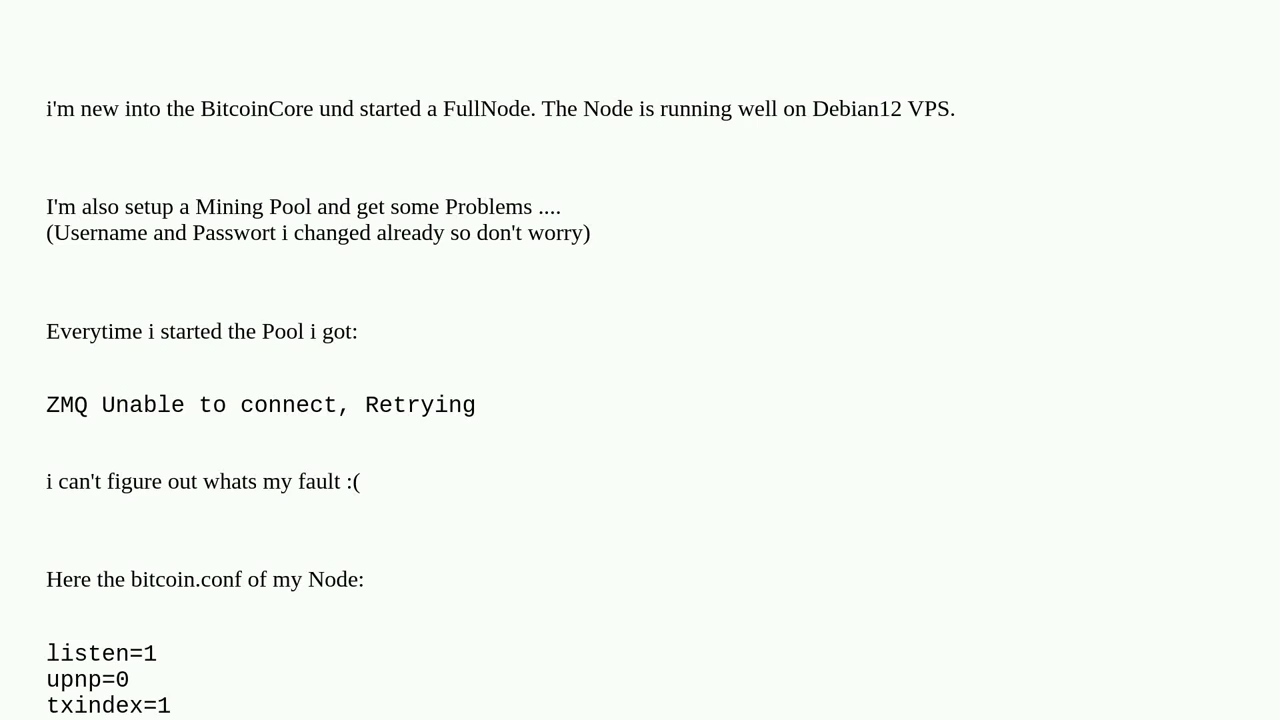 i'm new into the BitcoinCore und started a FullNode. The Node is running well on Debian12 VPS.
I'm also setup a Mining Pool and get some Problems ....
(Username and Passwort i changed already so don't worry)
Everytime i started the Pool i got:
ZMQ Unable to connect, Retrying
i can't figure out whats my fault :(
Here the bitcoin.conf of my Node:
listen=1
upnp=0
txindex=1